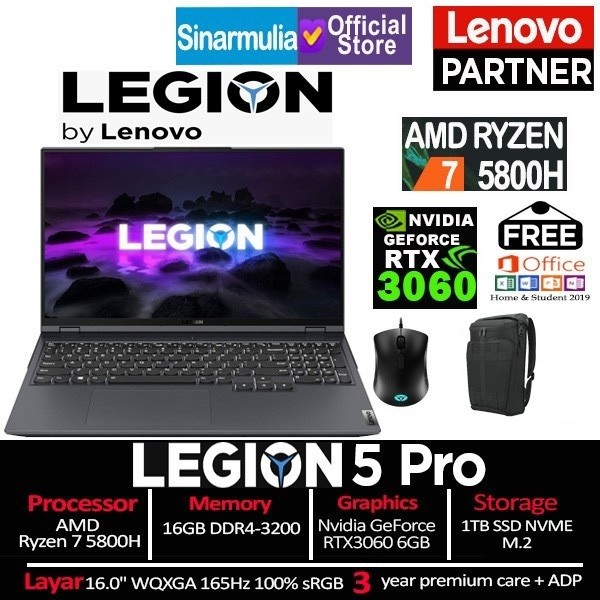 Sinarmulia Official Store
Lenovo
PARTNER
LEGION
by Lenovo
AMD RYZEN
7 5800H
LEGION
NVIDIA
GEFORCE
RTX
3060
FREE
Office
Home & Student 2019
LEGION 5 Pro
Processor
AMD
Ryzen 7 5800H
Memory
16GB DDR4-3200
Graphics
Nvidia GeForce
RTX3060 6GB
Storage
1TB SSD NVME
M.2
Layar 16.0" WQXGA 165Hz 100% sRGB 3 year premium care + ADP